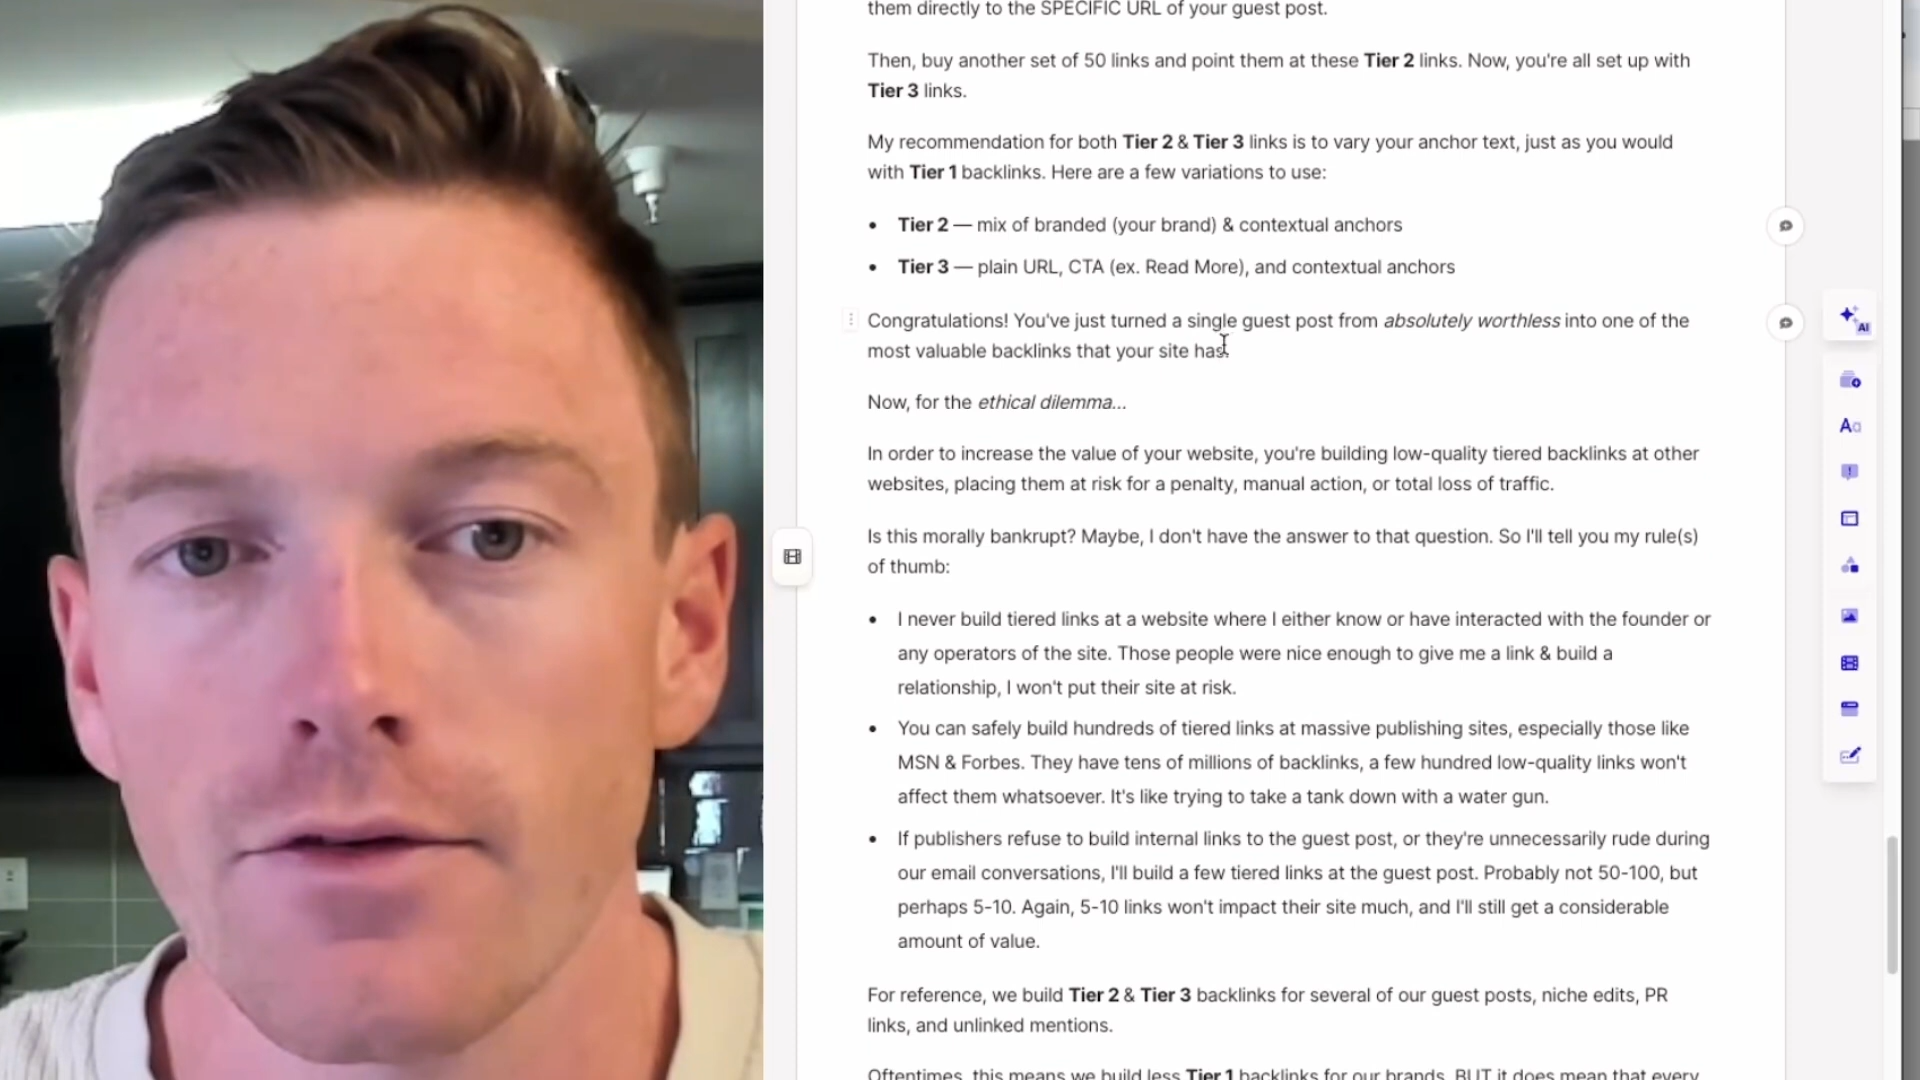 them directly to the SPECIFIC URL of your guest post.
Then, buy another set of 50 links and point them at these Tier 2 links. Now, you're all set up with
Tier 3 links.
My recommendation for both Tier 2 & Tier 3 links is to vary your anchor text, just as you would
with Tier 1 backlinks. Here are a few variations to use:
• Tier 2 — mix of branded (your brand) & contextual anchors
• Tier 3 — plain URL, CTA (ex. Read More), and contextual anchors
Congratulations! You've just turned a single guest post from absolutely worthless into one of the
most valuable backlinks that your site has.
Now, for the ethical dilemma...
In order to increase the value of your website, you're building low-quality tiered backlinks at other
websites, placing them at risk for a penalty, manual action, or total loss of traffic.
Is this morally bankrupt? Maybe, I don't have the answer to that question. So I'll tell you my rule(s)
of thumb:
• I never build tiered links at a website where I either know or have interacted with the founder or
any operators of the site. Those people were nice enough to give me a link & build a
relationship, I won't put their site at risk.
• You can safely build hundreds of tiered links at massive publishing sites, especially those like
MSN & Forbes. They have tens of millions of backlinks, a few hundred low-quality links won't
affect them whatsoever. It's like trying to take a tank down with a water gun.
• If publishers refuse to build internal links to the guest post, or they're unnecessarily rude during
our email conversations, I'll build a few tiered links at the guest post. Probably not 50-100, but
perhaps 5-10. Again, 5-10 links won't impact their site much, and I'll still get a considerable
amount of value.
For reference, we build Tier 2 & Tier 3 backlinks for several of our guest posts, niche edits, PR
links, and unlinked mentions.
Oftentimes, this means we build less Tier 1 backlinks for our brands, BUT it does mean that every
AI
Aa